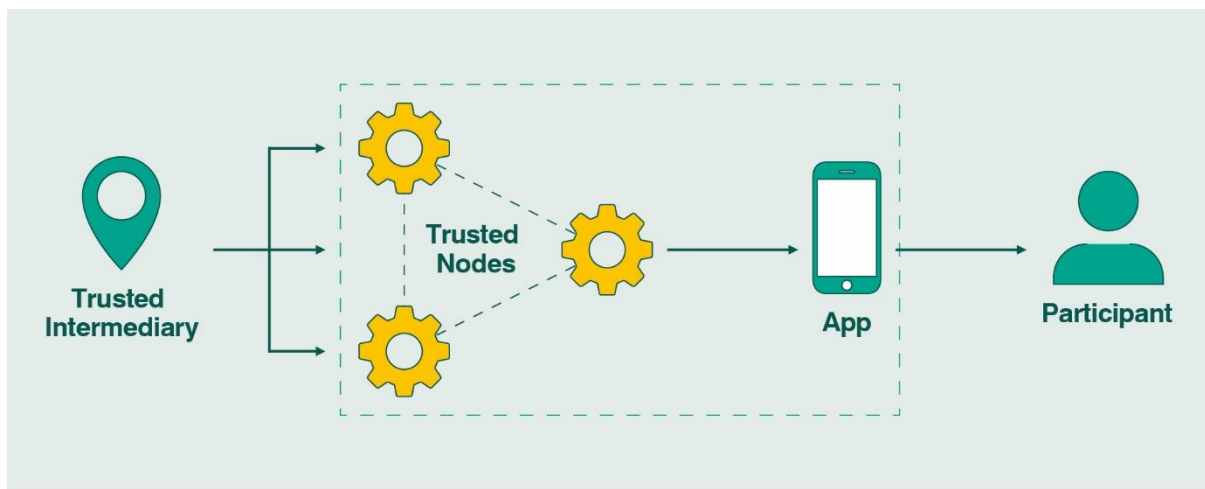 Trusted
Intermediary
Trusted
Nodes
App
Participant